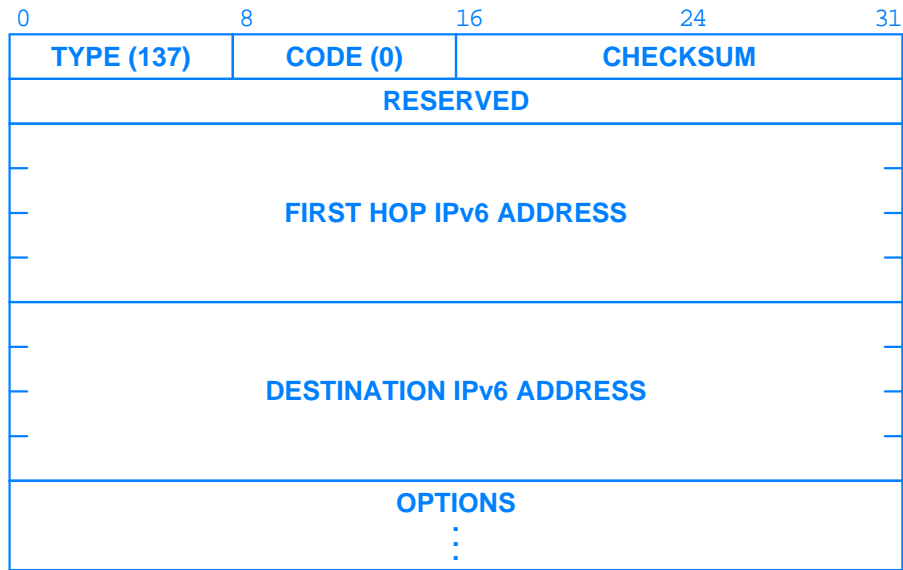 0 8 16 24 31
TYPE (137) CODE (0) CHECKSUM
RESERVED
FIRST HOP IPv6 ADDRESS
DESTINATION IPv6 ADDRESS
OPTIONS